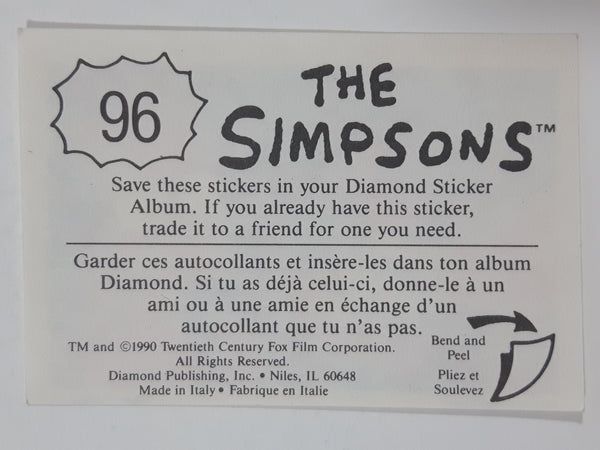 96
THE
SIMPSONS™
Save these stickers in your Diamond Sticker
Album. If you already have this sticker,
trade it to a friend for one you need.
Garder ces autocollants et insère-les dans ton album
Diamond. Si tu as déjà celui-ci, donne-le à un
ami ou à une amie en échange d'un
autocollant que tu n'as pas.
TM and ©1990 Twentieth Century Fox Film Corporation.
All Rights Reserved.
Diamond Publishing, Inc. • Niles, IL 60648
Made in Italy • Fabrique en Italie
Bend and
Peel
Pliez et
Soulevez